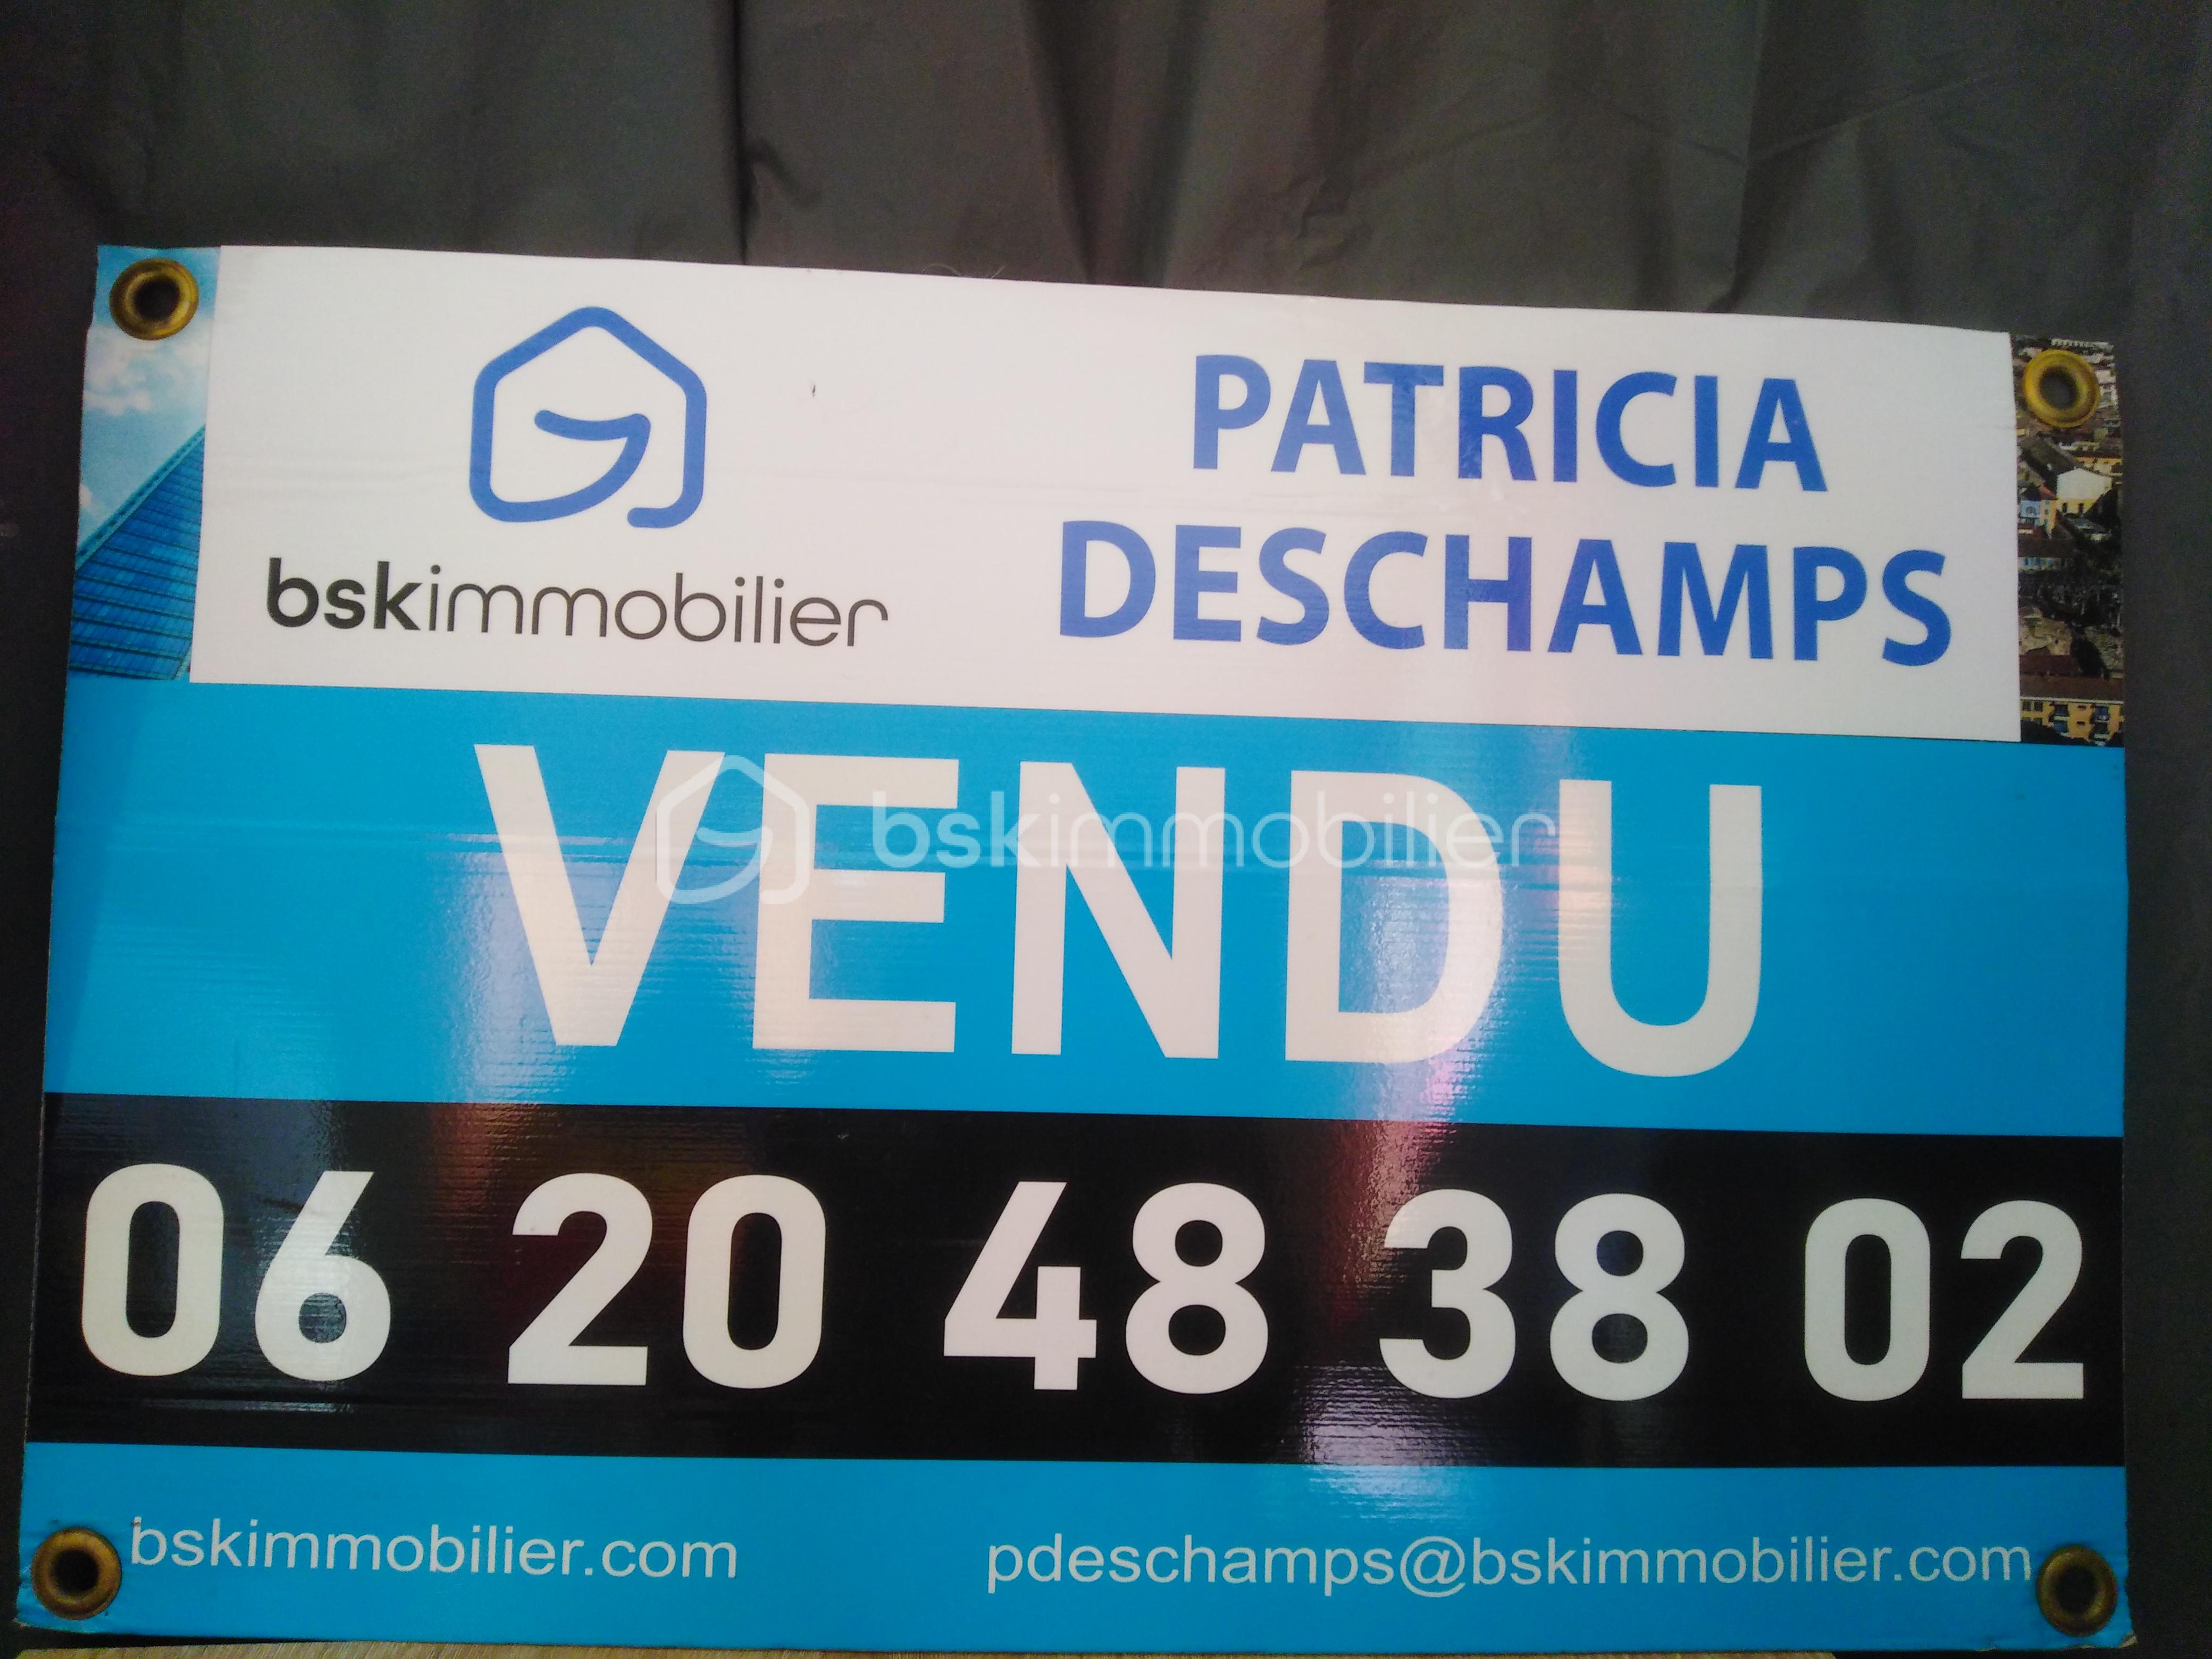 PATRICIA
DESCHAMPS
bskimmobilier
VENDU
bskimmobilier
06 20 48 38 02
bskimmobilier.com
pdeschamps@bskimmobilier.com